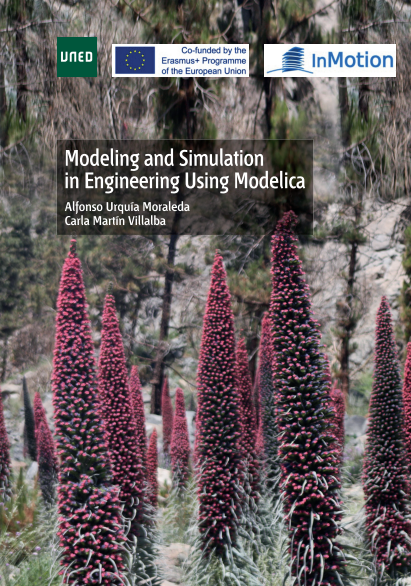 UNED
Co-funded by the
Erasmus+ Programme
of the European Union
InMotion
Modeling and Simulation
in Engineering Using Modelica
Alfonso Urquía Moraleda
Carla Martín Villalba